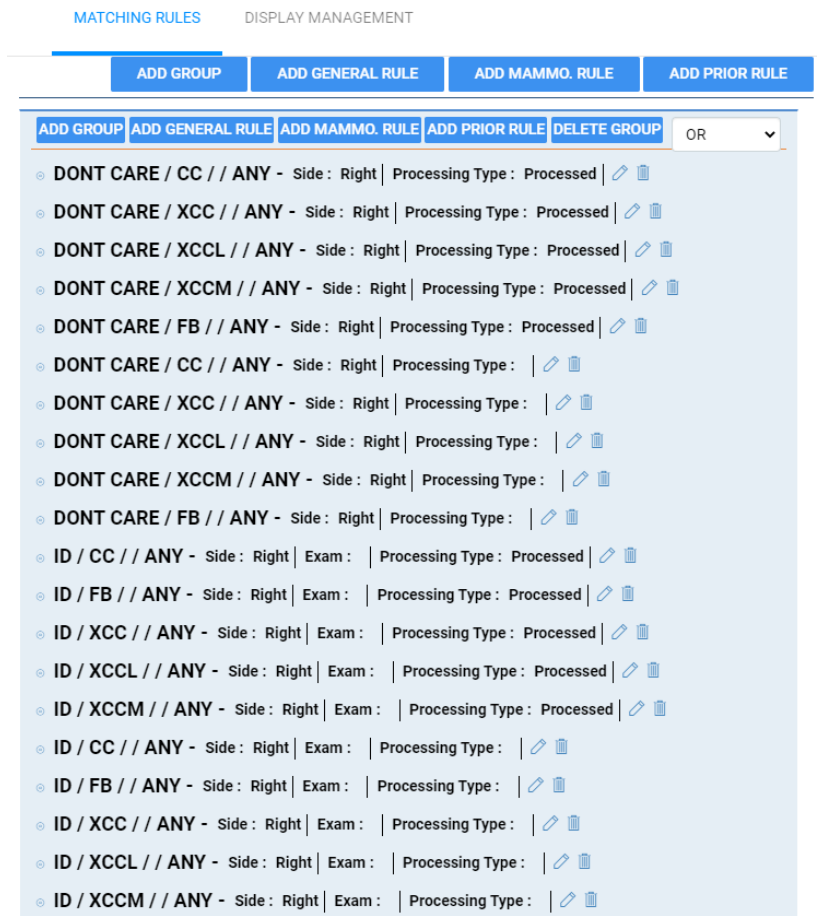 MATCHING RULES DISPLAY MANAGEMENT
ADD GROUP ADD GENERAL RULE ADD MAMMO. RULE ADD PRIOR RULE
ADD GROUP ADD GENERAL RULE ADD MAMMO. RULE ADD PRIOR RULE DELETE GROUP OR
DONT CARE / CC / / ANY - Side : Right | Processing Type : Processed |
DONT CARE / XCC / / ANY - Side : Right | Processing Type : Processed |
DONT CARE / XCCL / / ANY - Side : Right | Processing Type : Processed |
DONT CARE / XCCM / / ANY - Side : Right | Processing Type : Processed |
DONT CARE / FB / / ANY - Side : Right | Processing Type : Processed |
DONT CARE / CC / / ANY - Side : Right | Processing Type : |
DONT CARE / XCC / / ANY - Side : Right | Processing Type : |
DONT CARE / XCCL / / ANY - Side : Right | Processing Type : |
DONT CARE / XCCM / / ANY - Side : Right | Processing Type : |
DONT CARE / FB / / ANY - Side : Right | Processing Type : |
ID / CC / / ANY - Side : Right | Exam : | Processing Type : Processed |
ID / FB / / ANY - Side : Right | Exam : | Processing Type : Processed |
ID / XCC / / ANY - Side : Right | Exam : | Processing Type : Processed |
ID / XCCL / / ANY - Side : Right | Exam : | Processing Type : Processed |
ID / XCCM / / ANY - Side : Right | Exam : | Processing Type : Processed |
ID / CC / / ANY - Side : Right | Exam : | Processing Type : |
ID / FB / / ANY - Side : Right | Exam : | Processing Type : |
ID / XCC / / ANY - Side : Right | Exam : | Processing Type : |
ID / XCCL / / ANY - Side : Right | Exam : | Processing Type : |
ID / XCCM / / ANY - Side : Right | Exam : | Processing Type : |